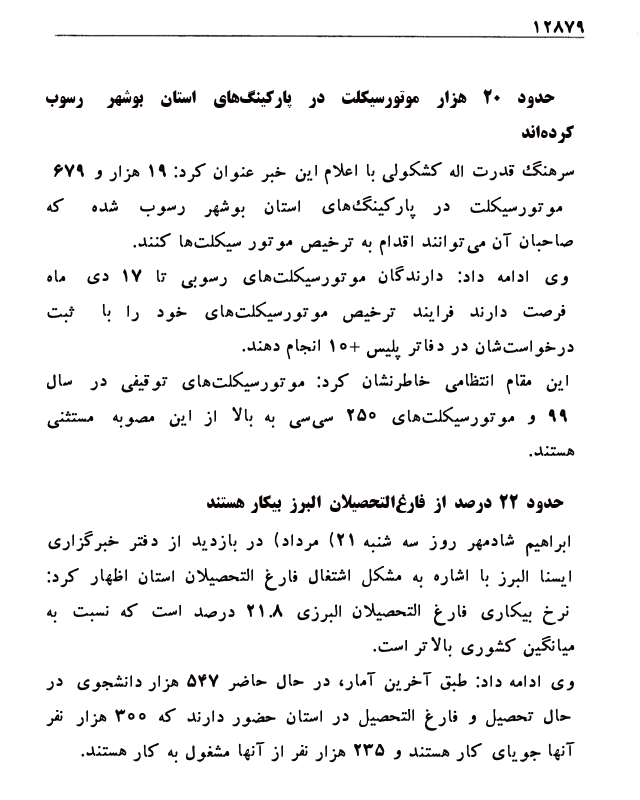 ۱۲۸۷۹
حدود ۲۰ هزار موتورسیکلت در پارکینگ‌های استان بوشهر رسوب
کرده‌اند
سرهنگ قدرت اله کشکولی با اعلام این خبر عنوان کرد: ۱۹ هزار و ۶۷۹
موتورسیکلت در پارکینگ‌های استان بوشهر رسوب شده که
صاحبان آن می‌توانند اقدام به ترخیص موتور سیکلت‌ها کنند.
وی ادامه داد: دارندگان موتورسیکلت‌های رسوبی تا ۱۷ دی ماه
فرصت دارند فرایند ترخیص موتورسیکلت‌های خود را با ثبت
درخواست‌شان در دفاتر پلیس +۱۰ انجام دهند.
این مقام انتظامی خاطرنشان کرد: موتورسیکلت‌های توقیفی در سال
۹۹ و موتورسیکلت‌های ۲۵۰ سی‌سی به بالا از این مصوبه مستثنی
هستند.
حدود ۲۲ درصد از فارغ‌التحصیلان البرز بیکار هستند
ابراهیم شادمهر روز سه شنبه ۲۱) مرداد) در بازدید از دفتر خبرگزاری
ایسنا البرز با اشاره به مشکل اشتغال فارغ التحصیلان استان اظهار کرد:
نرخ بیکاری فارغ التحصیلان البرزی ۲۱.۸ درصد است که نسبت به
میانگین کشوری بالاتر است.
وی ادامه داد: طبق آخرین آمار، در حال حاضر ۵۴۷ هزار دانشجوی در
حال تحصیل و فارغ التحصیل در استان حضور دارند که ۳۰۰ هزار نفر
آنها جویای کار هستند و ۲۳۵ هزار نفر از آنها مشغول به کار هستند.